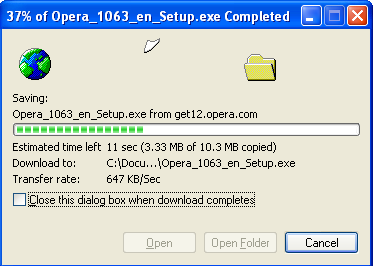 37% of Opera_1063_en_Setup.exe Completed
Saving:
Opera_1063_en_Setup.exe from get12.opera.com
Estimated time left 11 sec (3.33 MB of 10.3 MB copied)
Download to: C:\Docu...\Opera_1063_en_Setup.exe
Transfer rate: 647 KB/Sec
Close this dialog box when download completes
Open Open Folder Cancel